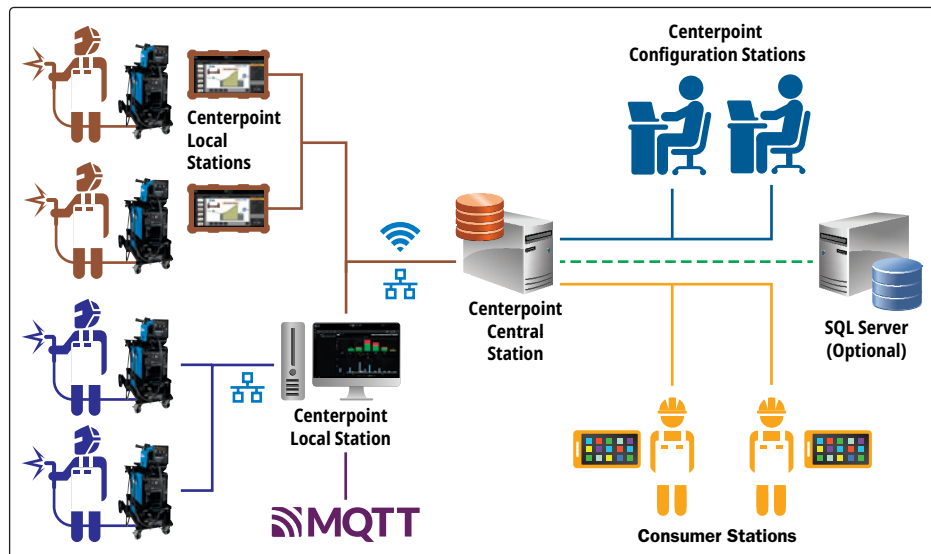 Centerpoint
Configuration Stations
Centerpoint
Local
Stations
Centerpoint
Central
Station
SQL Server
(Optional)
Centerpoint
Local Station
MQTT
Consumer Stations